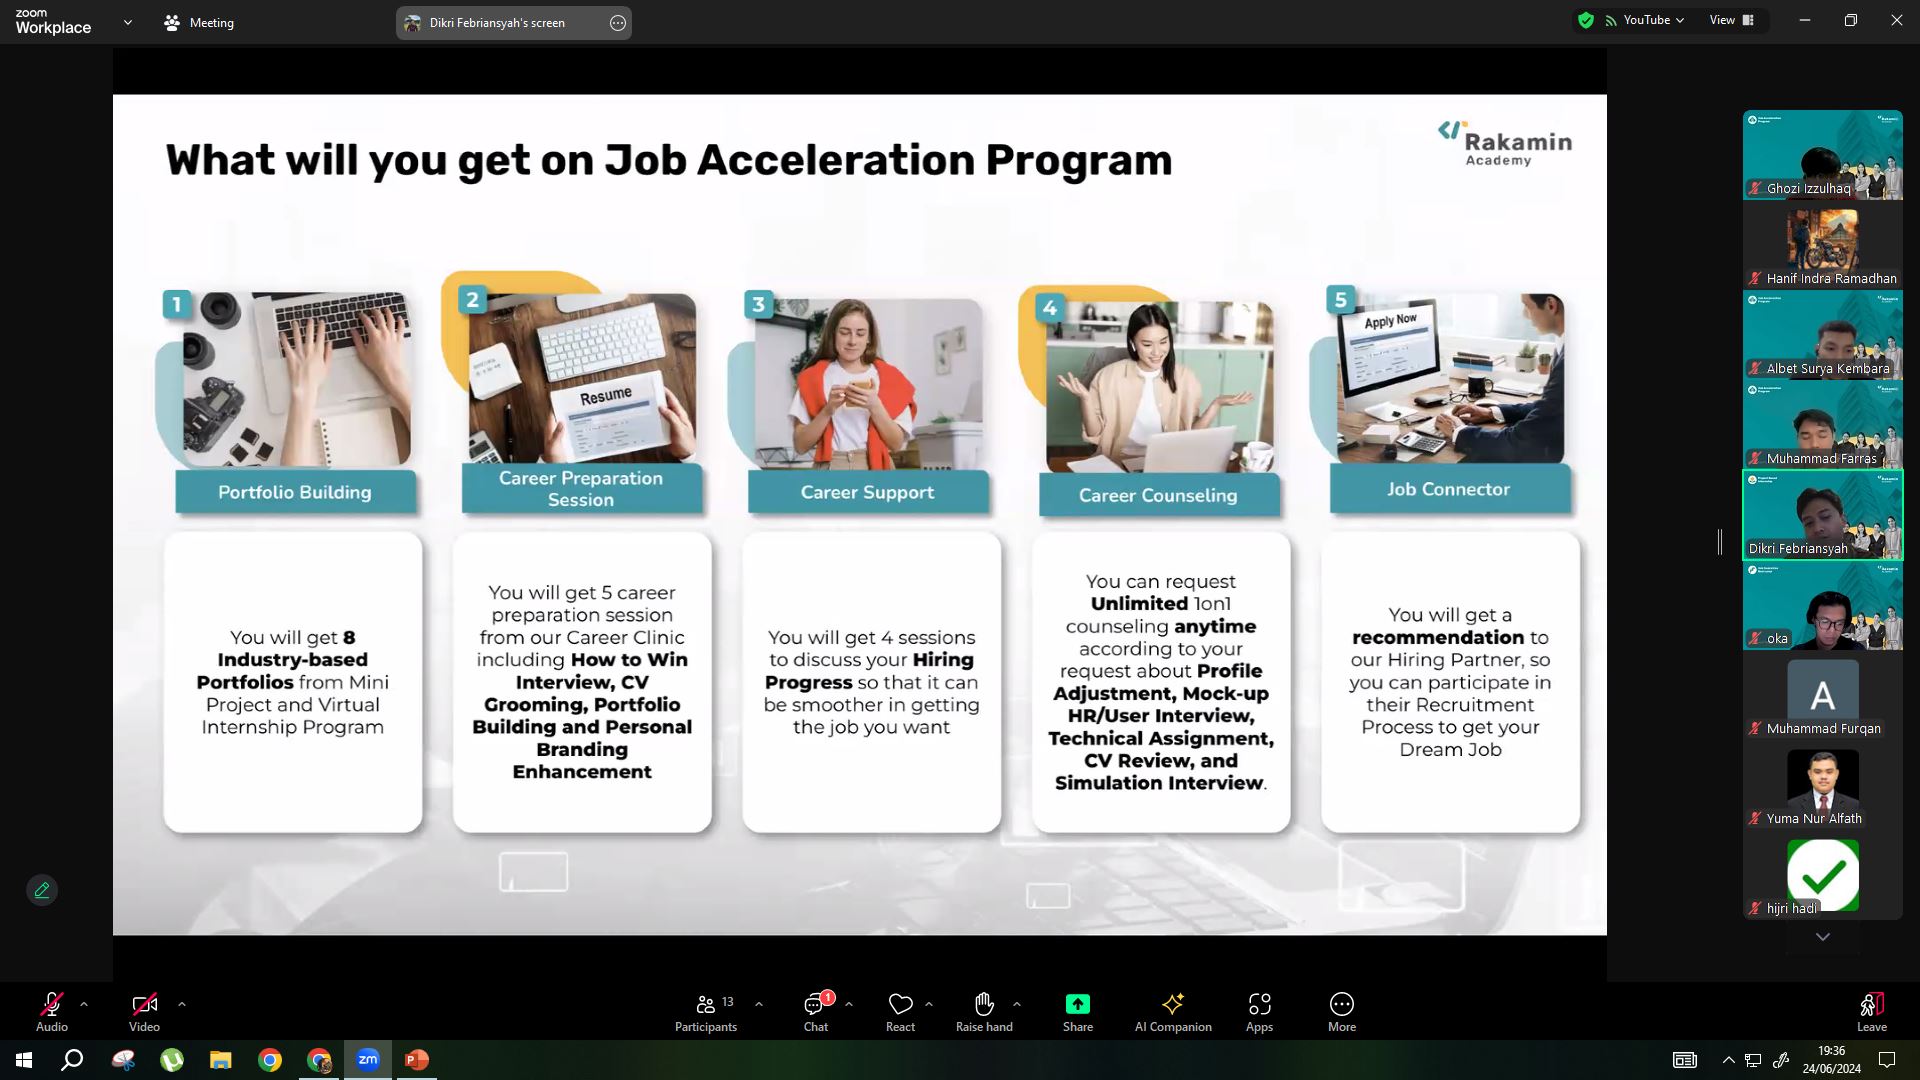 zoom
Workplace
Meeting
Dikri Febriansyah's screen
YouTube
View
What will you get on Job Acceleration Program
Rakamin
Academy
1
Portfolio Building
You will get 8
Industry-based
Portfolios from Mini
Project and Virtual
Internship Program
2
Resume
Career Preparation
Session
You will get 5 career
preparation session
from our Career Clinic
including How to Win
Interview, CV
Grooming, Portfolio
Building and Personal
Branding
Enhancement
3
Career Support
You will get 4 sessions
to discuss your Hiring
Progress so that it can
be smoother in getting
the job you want
4
Career Counseling
You can request
Unlimited 1on1
counseling anytime
according to your
request about Profile
Adjustment, Mock-up
HR/User Interview,
Technical Assignment,
CV Review, and
Simulation Interview.
5
Apply Now
Job Connector
You will get a
recommendation to
our Hiring Partner, so
you can participate in
their Recruitment
Process to get your
Dream Job
Ghozi Izzulhaq
Hanif Indra Ramadhan
Albet Surya Kembara
Muhammad Farras
Dikri Febriansyah
oka
A
Muhammad Furqan
Yuma Nur Alfath
hijri hadi
Audio
Video
13
Participants
1
Chat
React
Raise hand
Share
AI Companion
Apps
More
Leave
zm
P
19:36
24/06/2024